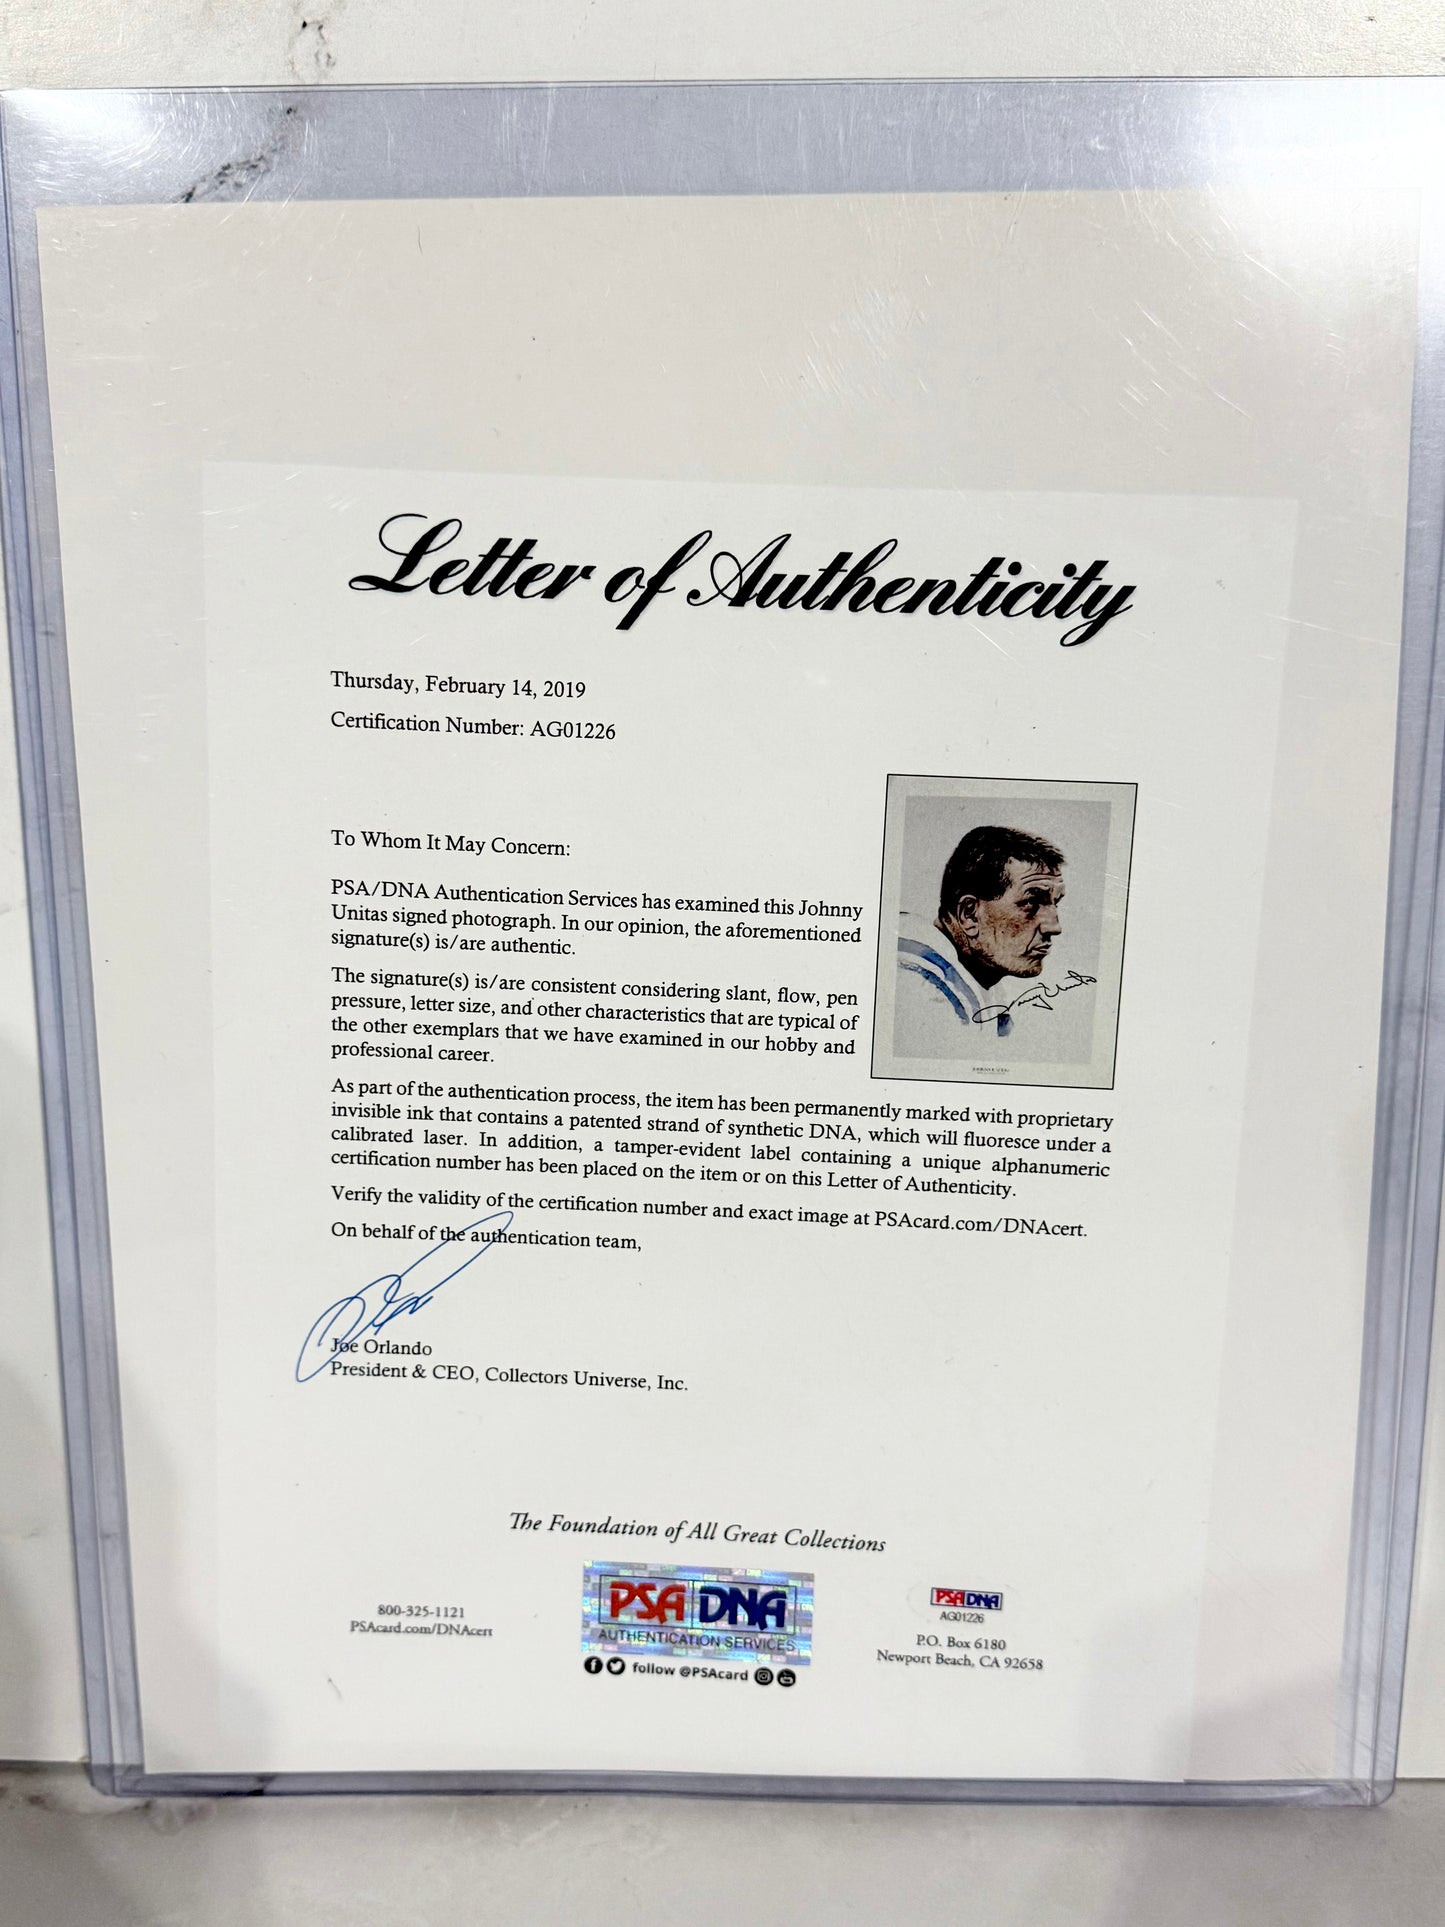 Letter of Authenticity
Thursday, February 14, 2019
Certification Number: AG01226
To Whom It May Concern:
PSA/DNA Authentication Services has examined this Johnny
Unitas signed photograph. In our opinion, the aforementioned
signature(s) is/are authentic.
The signature(s) is/are consistent considering slant, flow, pen
pressure, letter size, and other characteristics that are typical of
the other exemplars that we have examined in our hobby and
professional career.
As part of the authentication process, the item has been permanently marked with proprietary
invisible ink that contains a patented strand of synthetic DNA, which will fluoresce under a
calibrated laser. In addition, a tamper-evident label containing a unique alphanumeric
certification number has been placed on the item or on this Letter of Authenticity.
Verify the validity of the certification number and exact image at PSAcard.com/DNAcert.
On behalf of the authentication team,
Joe Orlando
President & CEO, Collectors Universe, Inc.
The Foundation of All Great Collections
800-325-1121
PSAcard.com/DNAcert
PSA DNA
AUTHENTICATION SERVICES
follow @PSAcard
PSA DNA
AG01226
P.O. Box 6180
Newport Beach, CA 92658